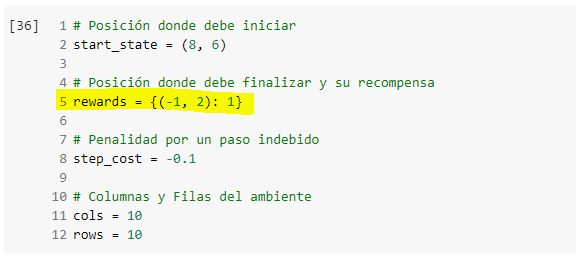 [36] 1 # Posición donde debe iniciar
2 start_state = (8, 6)
3
4 # Posición donde debe finalizar y su recompensa
5 rewards = {(-1, 2): 1}
6
7 # Penalidad por un paso indebido
8 step_cost = -0.1
9
10 # Columnas y Filas del ambiente
11 cols = 10
12 rows = 10